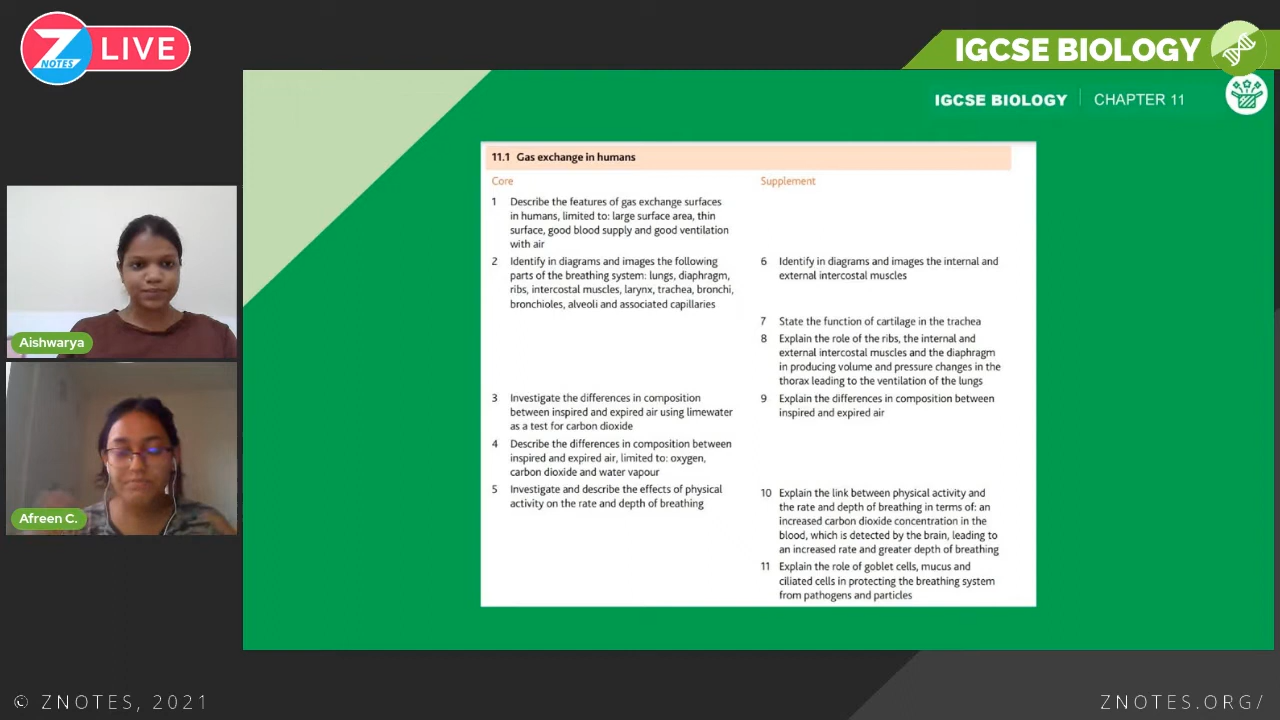 Z NOTES LIVE
IGCSE BIOLOGY
IGCSE BIOLOGY CHAPTER 11
11.1 Gas exchange in humans
Core
1 Describe the features of gas exchange surfaces
in humans, limited to: large surface area, thin
surface, good blood supply and good ventilation
with air
2 Identify in diagrams and images the following
parts of the breathing system: lungs, diaphragm,
ribs, intercostal muscles, larynx, trachea, bronchi,
bronchioles, alveoli and associated capillaries
3 Investigate the differences in composition
between inspired and expired air using limewater
as a test for carbon dioxide
4 Describe the differences in composition between
inspired and expired air, limited to: oxygen,
carbon dioxide and water vapour
5 Investigate and describe the effects of physical
activity on the rate and depth of breathing
Supplement
6 Identify in diagrams and images the internal and
external intercostal muscles
7 State the function of cartilage in the trachea
8 Explain the role of the ribs, the internal and
external intercostal muscles and the diaphragm
in producing volume and pressure changes in the
thorax leading to the ventilation of the lungs
9 Explain the differences in composition between
inspired and expired air
10 Explain the link between physical activity and
the rate and depth of breathing in terms of: an
increased carbon dioxide concentration in the
blood, which is detected by the brain, leading to
an increased rate and greater depth of breathing
11 Explain the role of goblet cells, mucus and
ciliated cells in protecting the breathing system
from pathogens and particles
Aishwarya
Afreen C.
© ZNOTES, 2021
ZNOTES.ORG/